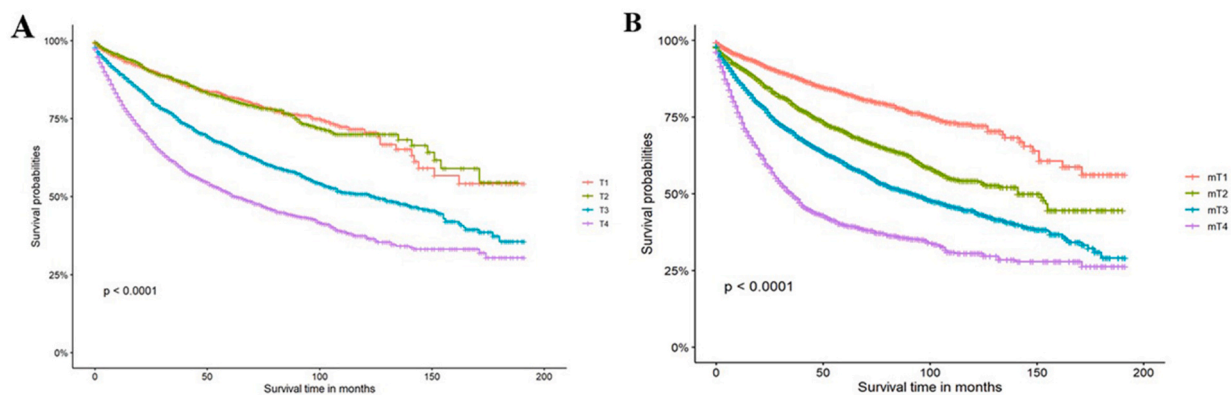 A
Survival probabilities
100%
75%
50%
25%
0%
p < 0.0001
0 50 100 150 200
Survival time in months
T1
T2
T3
T4
B
Survival probabilities
100%
75%
50%
25%
0%
p < 0.0001
0 50 100 150 200
Survival time in months
mT1
mT2
mT3
mT4